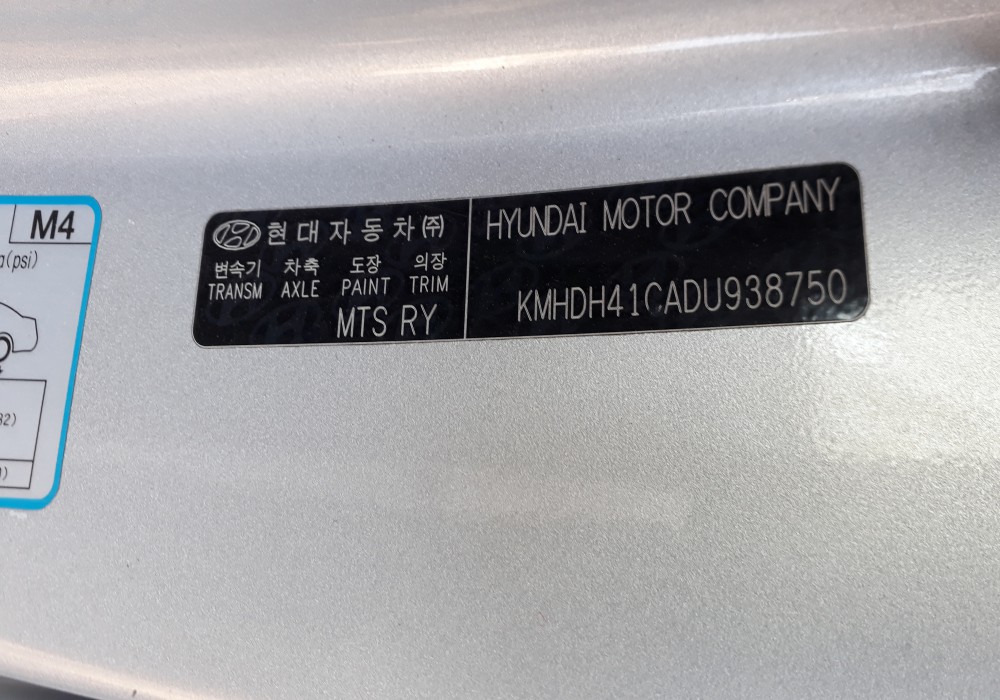 M4
(psi)
현대자동차㈜
변속기 차축 도장 의장
TRANSM AXLE PAINT TRIM
MTS RY
HYUNDAI MOTOR COMPANY
KMHDH41CADU938750